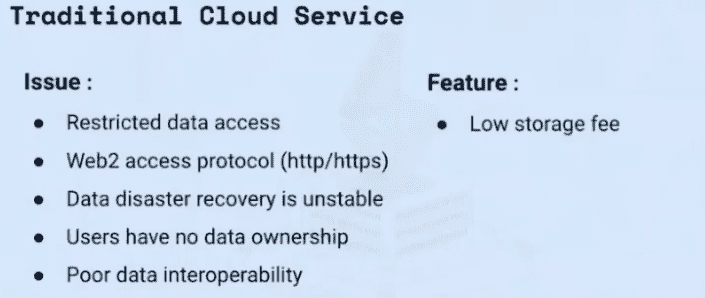 Traditional Cloud Service
Issue :
• Restricted data access
• Web2 access protocol (http/https)
• Data disaster recovery is unstable
• Users have no data ownership
• Poor data interoperability
Feature :
• Low storage fee